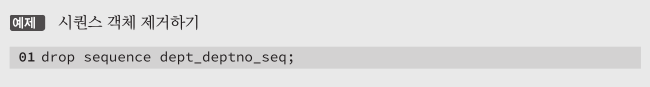 예제 시퀀스 객체 제거하기
01 drop sequence dept_deptno_seq;